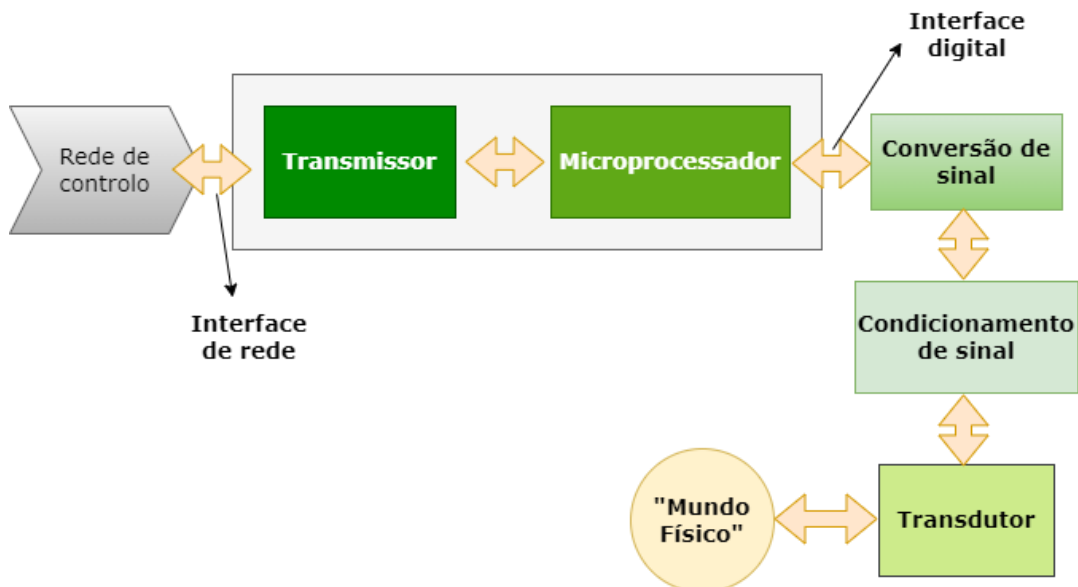 Interface
digital
Rede de
controlo
Transmissor
Microprocessador
Conversão de
sinal
Interface
de rede
Condicionamento
de sinal
"Mundo
Físico"
Transdutor